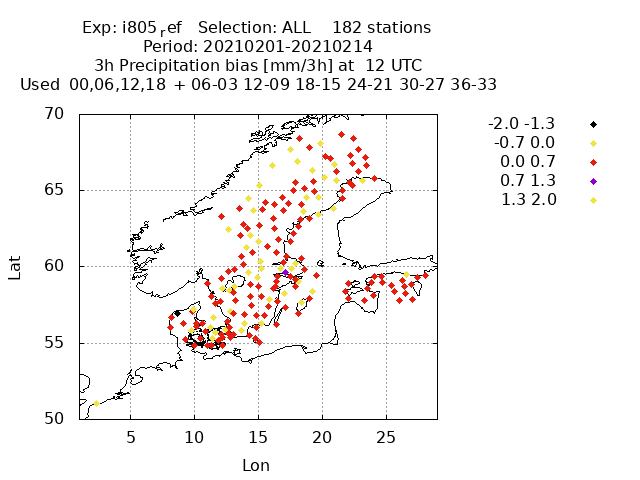 Exp: i805ref Selection: ALL 182 stations
Period: 20210201-20210214
3h Precipitation bias [mm/3h] at 12 UTC
Used 00,06,12,18 + 06-03 12-09 18-15 24-21 30-27 36-33
-2.0 -1.3
-0.7 0.0
0.0 0.7
0.7 1.3
1.3 2.0
70
65
60
55
50
Lat
5 10 15 20 25
Lon